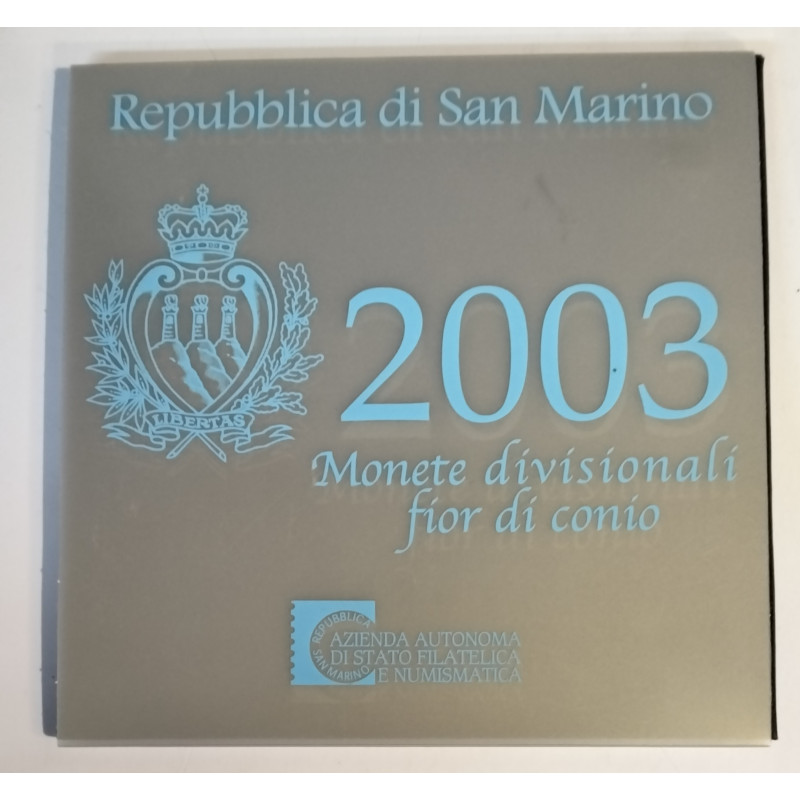 Repubblica di San Marino
LIBERTAS
2003
Monete divisionali
fior di conio
REPUBBLICA
SAN MARINO
AZIENDA AUTONOMA
DI STATO FILATELICA
E NUMISMATICA